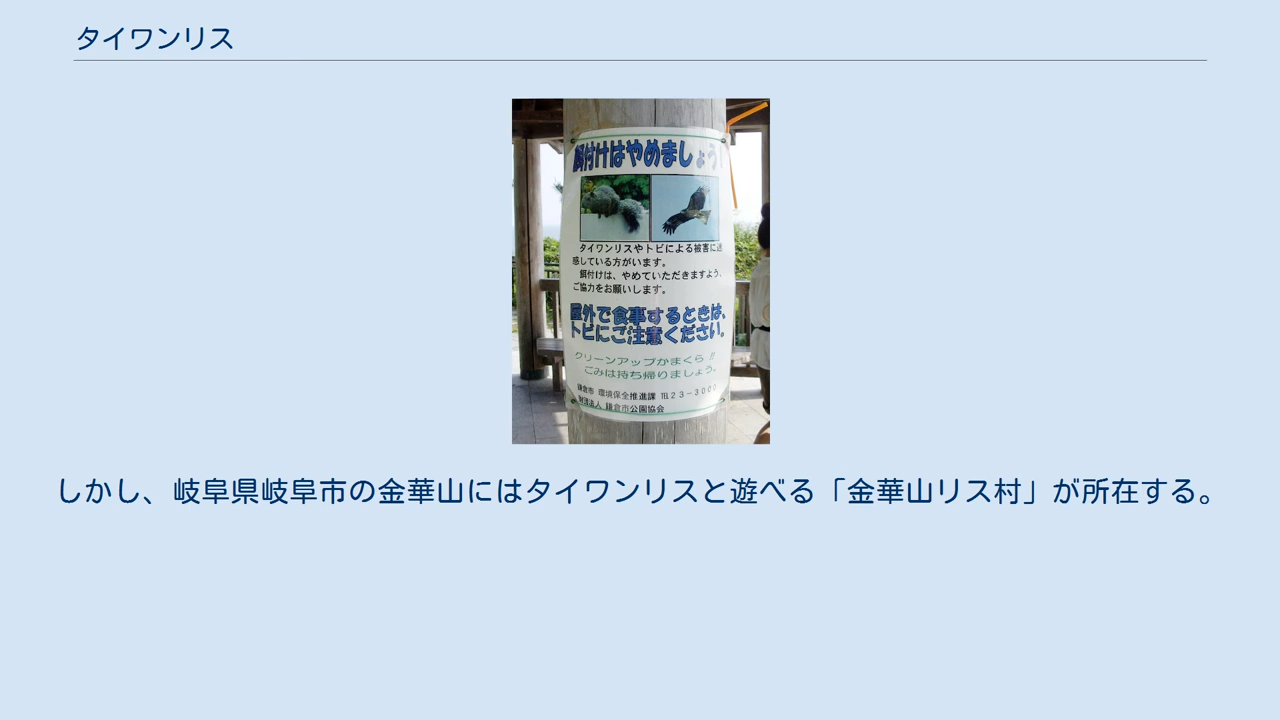 タイワンリス
餌付けはやめましょう!
タイワンリスやトビによる被害に迷
惑している方がいます。
餌付けは、やめていただきますよう、
ご協力をお願いします。
屋外で食事するときは、
トビにご注意ください。
クリーンアップかまくら!!
ごみは持ち帰りましょう。
鎌倉市 環境保全推進課 ℡23-3000
財団法人 鎌倉市公園協会
しかし、岐阜県岐阜市の金華山にはタイワンリスと遊べる「金華山リス村」が所在する。